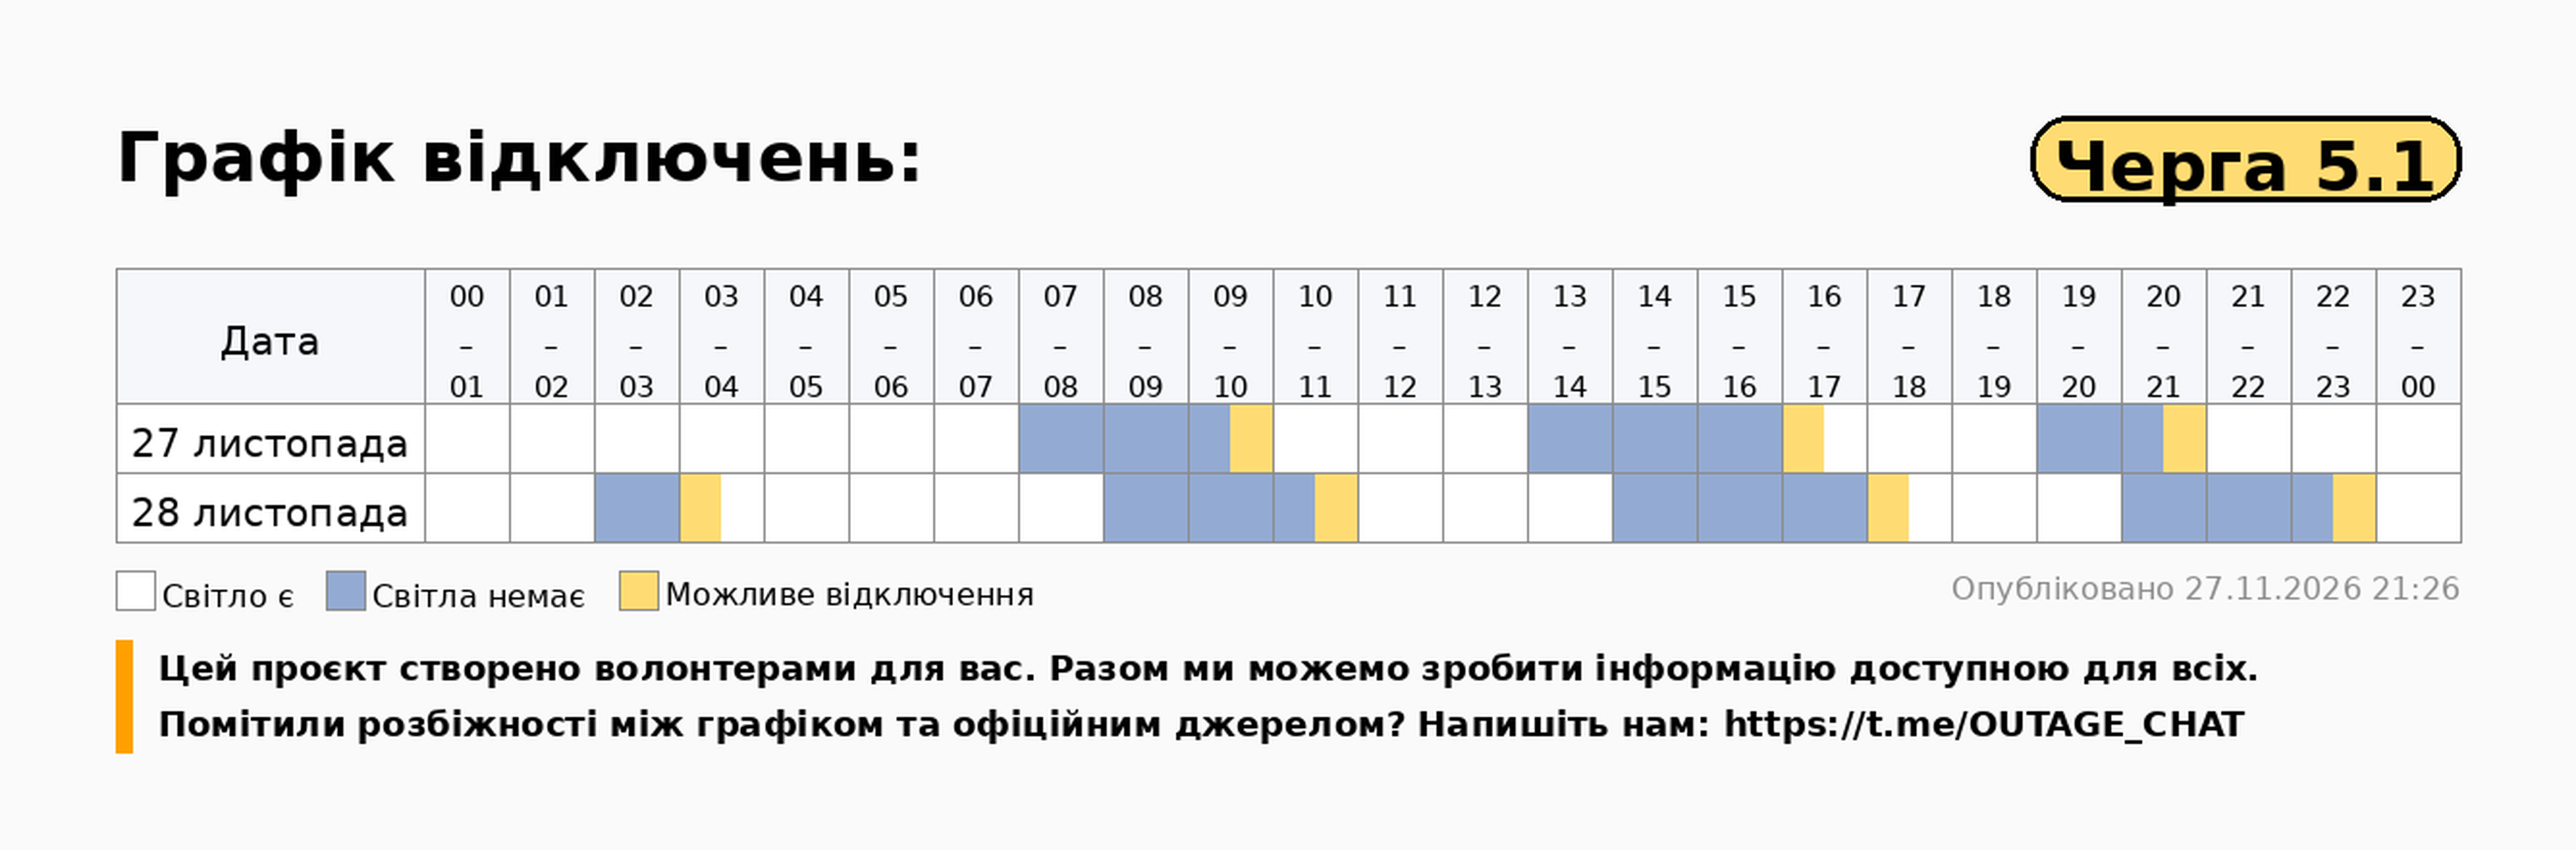 Графік відключень:
Черга 5.1
Дата
00 – 01
01 – 02
02 – 03
03 – 04
04 – 05
05 – 06
06 – 07
07 – 08
08 – 09
09 – 10
10 – 11
11 – 12
12 – 13
13 – 14
14 – 15
15 – 16
16 – 17
17 – 18
18 – 19
19 – 20
20 – 21
21 – 22
22 – 23
23 – 00
27 листопада
28 листопада
Світло є
Світла немає
Можливе відключення
Опубліковано 27.11.2026 21:26
Цей проєкт створено волонтерами для вас. Разом ми можемо зробити інформацію доступною для всіх.
Помітили розбіжності між графіком та офіційним джерелом? Напишіть нам: https://t.me/OUTAGE_CHAT